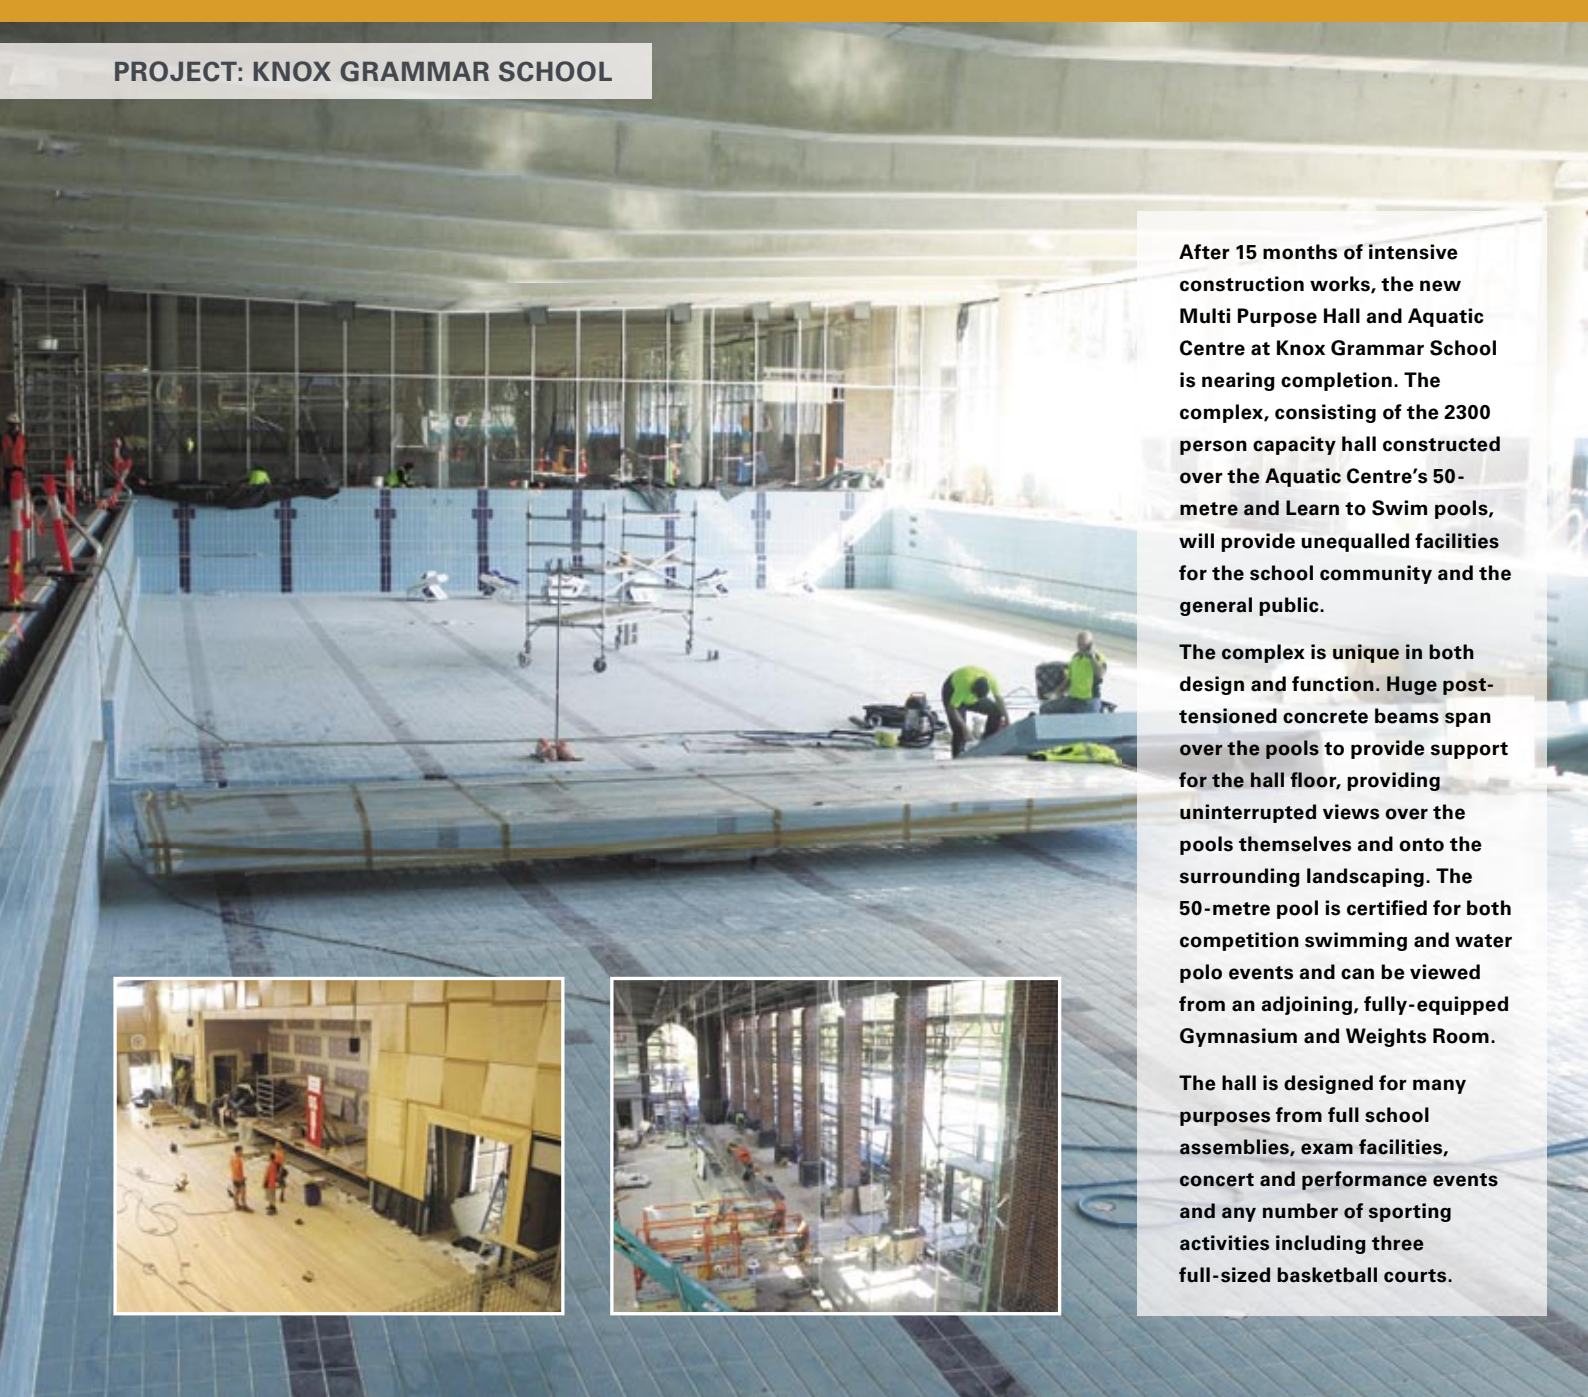 PROJECT: KNOX GRAMMAR SCHOOL
After 15 months of intensive
construction works, the new
Multi Purpose Hall and Aquatic
Centre at Knox Grammar School
is nearing completion. The
complex, consisting of the 2300
person capacity hall constructed
over the Aquatic Centre’s 50-
metre and Learn to Swim pools,
will provide unequalled facilities
for the school community and the
general public.
The complex is unique in both
design and function. Huge post-
tensioned concrete beams span
over the pools to provide support
for the hall floor, providing
uninterrupted views over the
pools themselves and onto the
surrounding landscaping. The
50-metre pool is certified for both
competition swimming and water
polo events and can be viewed
from an adjoining, fully-equipped
Gymnasium and Weights Room.
The hall is designed for many
purposes from full school
assemblies, exam facilities,
concert and performance events
and any number of sporting
activities including three
full-sized basketball courts.